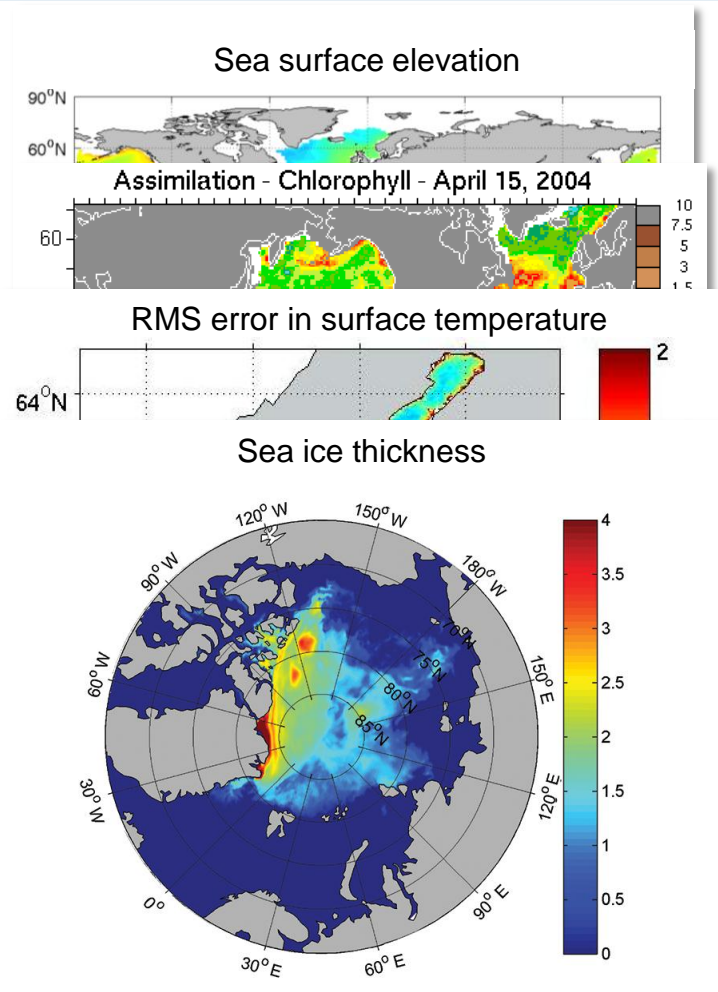 Sea surface elevation
90°N
60°N
Assimilation - Chlorophyll - April 15, 2004
60
10
7.5
5
3
1.5
RMS error in surface temperature
2
64°N
Sea ice thickness
120° W
150° W
90° W
180° W
60° W
70°N
75°N
80°N
85°N
150° E
30° W
120° E
0°
90° E
30° E
60° E
4
3.5
3
2.5
2
1.5
1
0.5
0